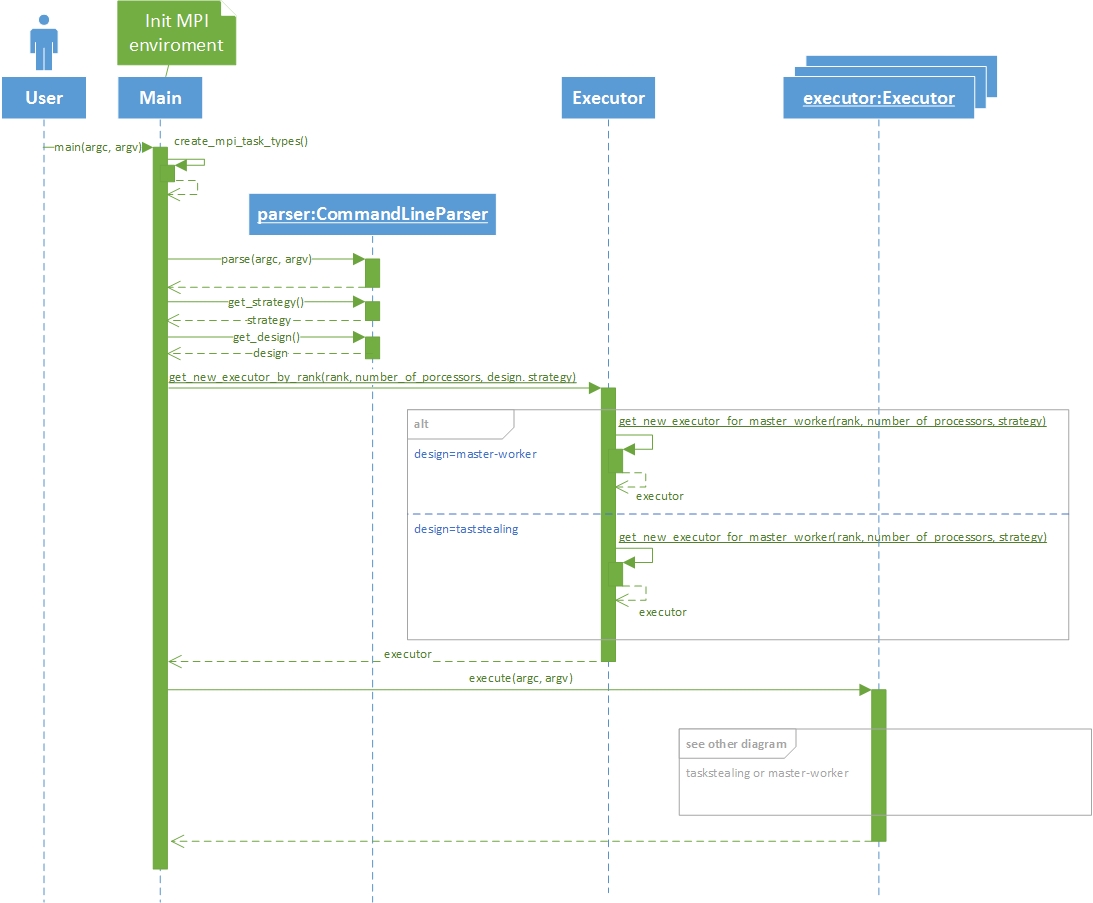 Init MPI
enviroment
User
Main
Executor
executor:Executor
main(argc, argv)
create_mpi_task_types()
parser:CommandLineParser
parse(argc, argv)
get_strategy()
strategy
get_design()
design
get_new_executor_by_rank(rank, number_of_porcessors, design. strategy)
alt
get_new_executor_for_master_worker(rank, number_of_processors, strategy)
design=master-worker
executor
design=taststealing
get_new_executor_for_master_worker(rank, number_of_processors, strategy)
executor
executor
execute(argc, argv)
see other diagram
taskstealing or master-worker